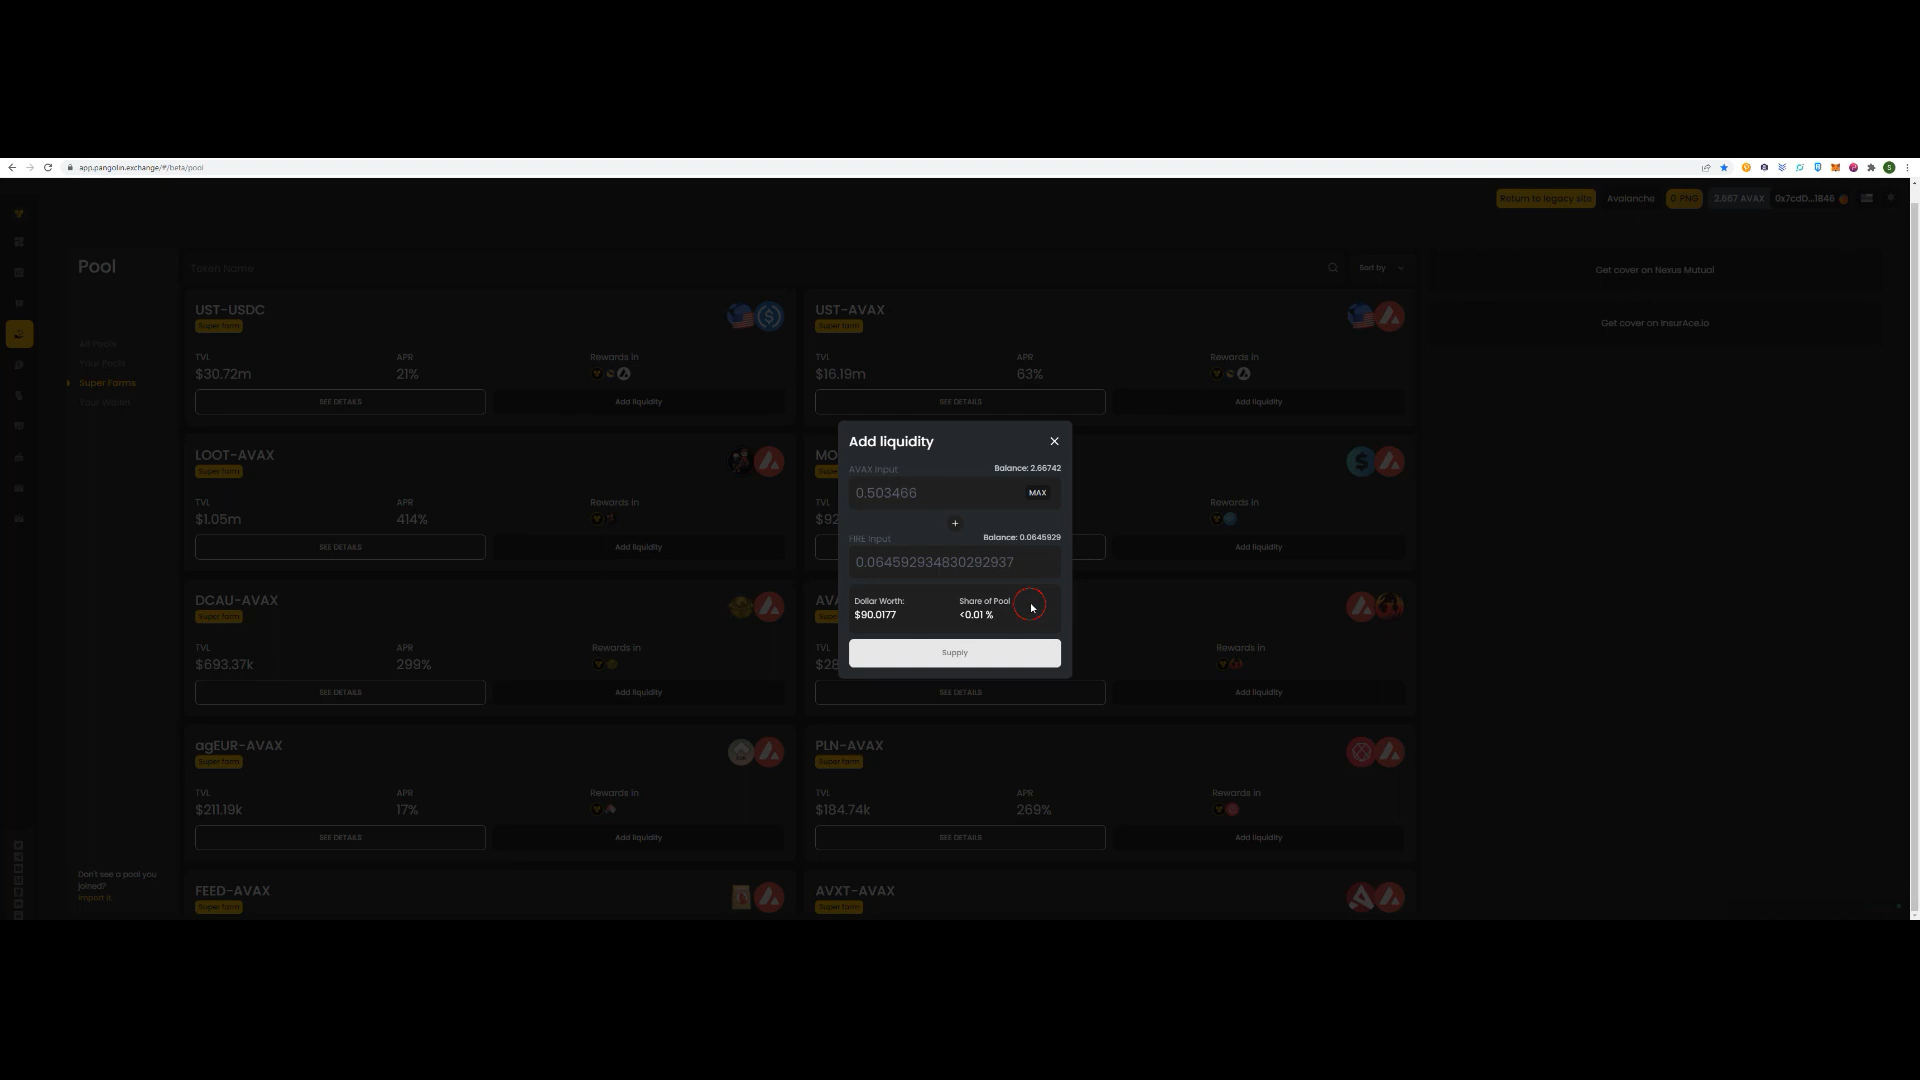 app.pangolin.exchange/#/beta/pool
Return to legacy site
Avalanche
0 PNG
2.667 AVAX
0x7cdD...1846
Pool
Token Name
Sort by
Get cover on Nexus Mutual
Get cover on InsurAce.io
All Pools
Your Pools
Super Farms
Your Wallet
UST-USDC
Super farm
TVL
APR
Rewards in
$30.72m
21%
SEE DETAILS
Add liquidity
UST-AVAX
Super farm
TVL
APR
Rewards in
$16.19m
63%
SEE DETAILS
Add liquidity
LOOT-AVAX
Super farm
TVL
APR
Rewards in
$1.05m
414%
SEE DETAILS
Add liquidity
MO
Rewards in
$92
Add liquidity
Add liquidity
AVAX Input
Balance: 2.66742
0.503466
MAX
+
FIRE Input
Balance: 0.0645929
0.064592934830292937
Dollar Worth:
$90.0177
Share of Pool
<0.01 %
Supply
DCAU-AVAX
Super farm
TVL
APR
Rewards in
$693.37k
299%
SEE DETAILS
Add liquidity
AVA
Super farm
TVL
Rewards in
$28
SEE DETAILS
Add liquidity
agEUR-AVAX
Super farm
TVL
APR
Rewards in
$211.19k
17%
SEE DETAILS
Add liquidity
PLN-AVAX
Super farm
TVL
APR
Rewards in
$184.74k
269%
SEE DETAILS
Add liquidity
Don't see a pool you
joined?
Import it.
FEED-AVAX
Super farm
AVXT-AVAX
Super farm